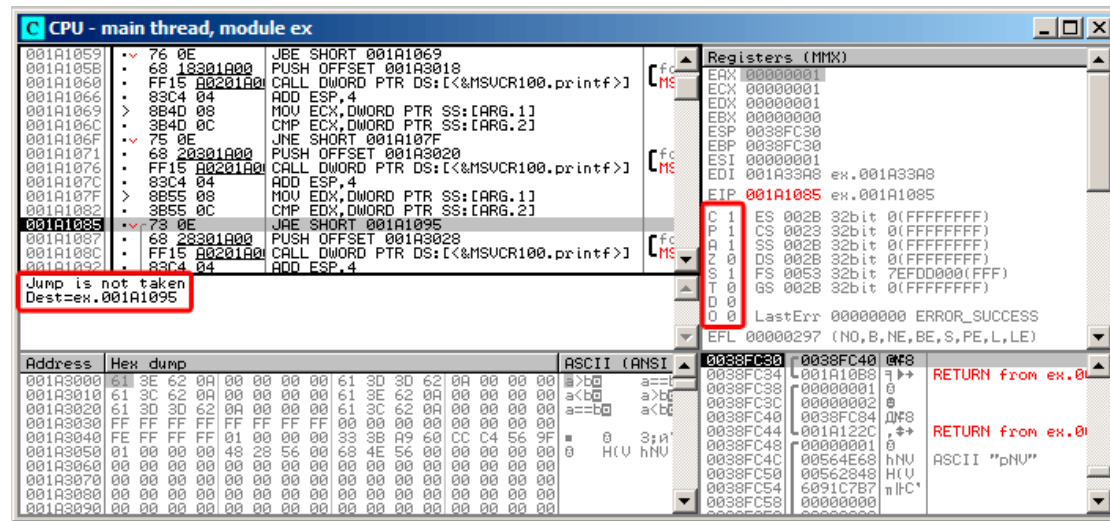 C CPU - main thread, module ex
001A1059 76 0E JBE SHORT 001A1069
001A105B 68 18301A00 PUSH OFFSET 001A3018
001A1060 FF15 A0201A0 CALL DWORD PTR DS:[<&MSVCR100.printf>]
001A1066 83C4 04 ADD ESP,4
001A1069 > 8B4D 08 MOV ECX,DWORD PTR SS:[ARG.1]
001A106C 3B4D 0C CMP ECX,DWORD PTR SS:[ARG.2]
001A106F 75 0E JNE SHORT 001A107F
001A1071 68 20301A00 PUSH OFFSET 001A3020
001A1076 FF15 A0201A0 CALL DWORD PTR DS:[<&MSVCR100.printf>]
001A107C 83C4 04 ADD ESP,4
001A107F > 8B55 08 MOV EDX,DWORD PTR SS:[ARG.1]
001A1082 3B55 0C CMP EDX,DWORD PTR SS:[ARG.2]
001A1085 73 0E JAE SHORT 001A1095
001A1087 68 28301A00 PUSH OFFSET 001A3028
001A108C FF15 A0201A0 CALL DWORD PTR DS:[<&MSVCR100.printf>]
001A1092 83C4 04 ADD ESP,4
Jump is not taken
Dest=ex.001A1095
Registers (MMX)
EAX 00000001
ECX 00000001
EDX 00000001
EBX 00000000
ESP 0038FC30
EBP 0038FC30
ESI 00000001
EDI 001A33A8 ex.001A33A8
EIP 001A1085 ex.001A1085
C 1 ES 002B 32bit 0(FFFFFFFF)
P 1 CS 0023 32bit 0(FFFFFFFF)
A 1 SS 002B 32bit 0(FFFFFFFF)
Z 0 DS 002B 32bit 0(FFFFFFFF)
S 1 FS 0053 32bit 7EFDD000(FFF)
T 0 GS 002B 32bit 0(FFFFFFFF)
D 0
O 0 LastErr 00000000 ERROR_SUCCESS
EFL 00000297 (NO,B,NE,BE,S,PE,L,LE)
Address Hex dump ASCII (ANSI
001A3000 61 3E 62 0A 00 00 00 00 61 3D 3D 62 0A 00 00 00 a>b a==b
001A3010 61 3C 62 0A 00 00 00 00 61 3E 62 0A 00 00 00 00 a<b a>b
001A3020 61 3D 3D 62 0A 00 00 00 61 3C 62 0A 00 00 00 00 a==b a<b
001A3030 FF FF FF FF FF FF FF FF 00 00 00 00 00 00 00 00
001A3040 FE FF FF FF 01 00 00 00 33 3B A9 60 CC C4 56 9F
001A3050 01 00 00 00 48 28 56 00 68 4E 56 00 00 00 00 00 H(V hNV
001A3060 00 00 00 00 00 00 00 00 00 00 00 00 00 00 00 00
001A3070 00 00 00 00 00 00 00 00 00 00 00 00 00 00 00 00
001A3080 00 00 00 00 00 00 00 00 00 00 00 00 00 00 00 00
001A3090 00 00 00 00 00 00 00 00 00 00 00 00 00 00 00 00
0038FC30 0038FC40
0038FC34 001A10B8 RETURN from ex.0
0038FC38 00000001
0038FC3C 00000002
0038FC40 0038FC84
0038FC44 001A122C RETURN from ex.0
0038FC48 00000001
0038FC4C 00564E68 hNV ASCII "pNV"
0038FC50 00562848 H(V
0038FC54 6091C7B7
0038FC58 00000000